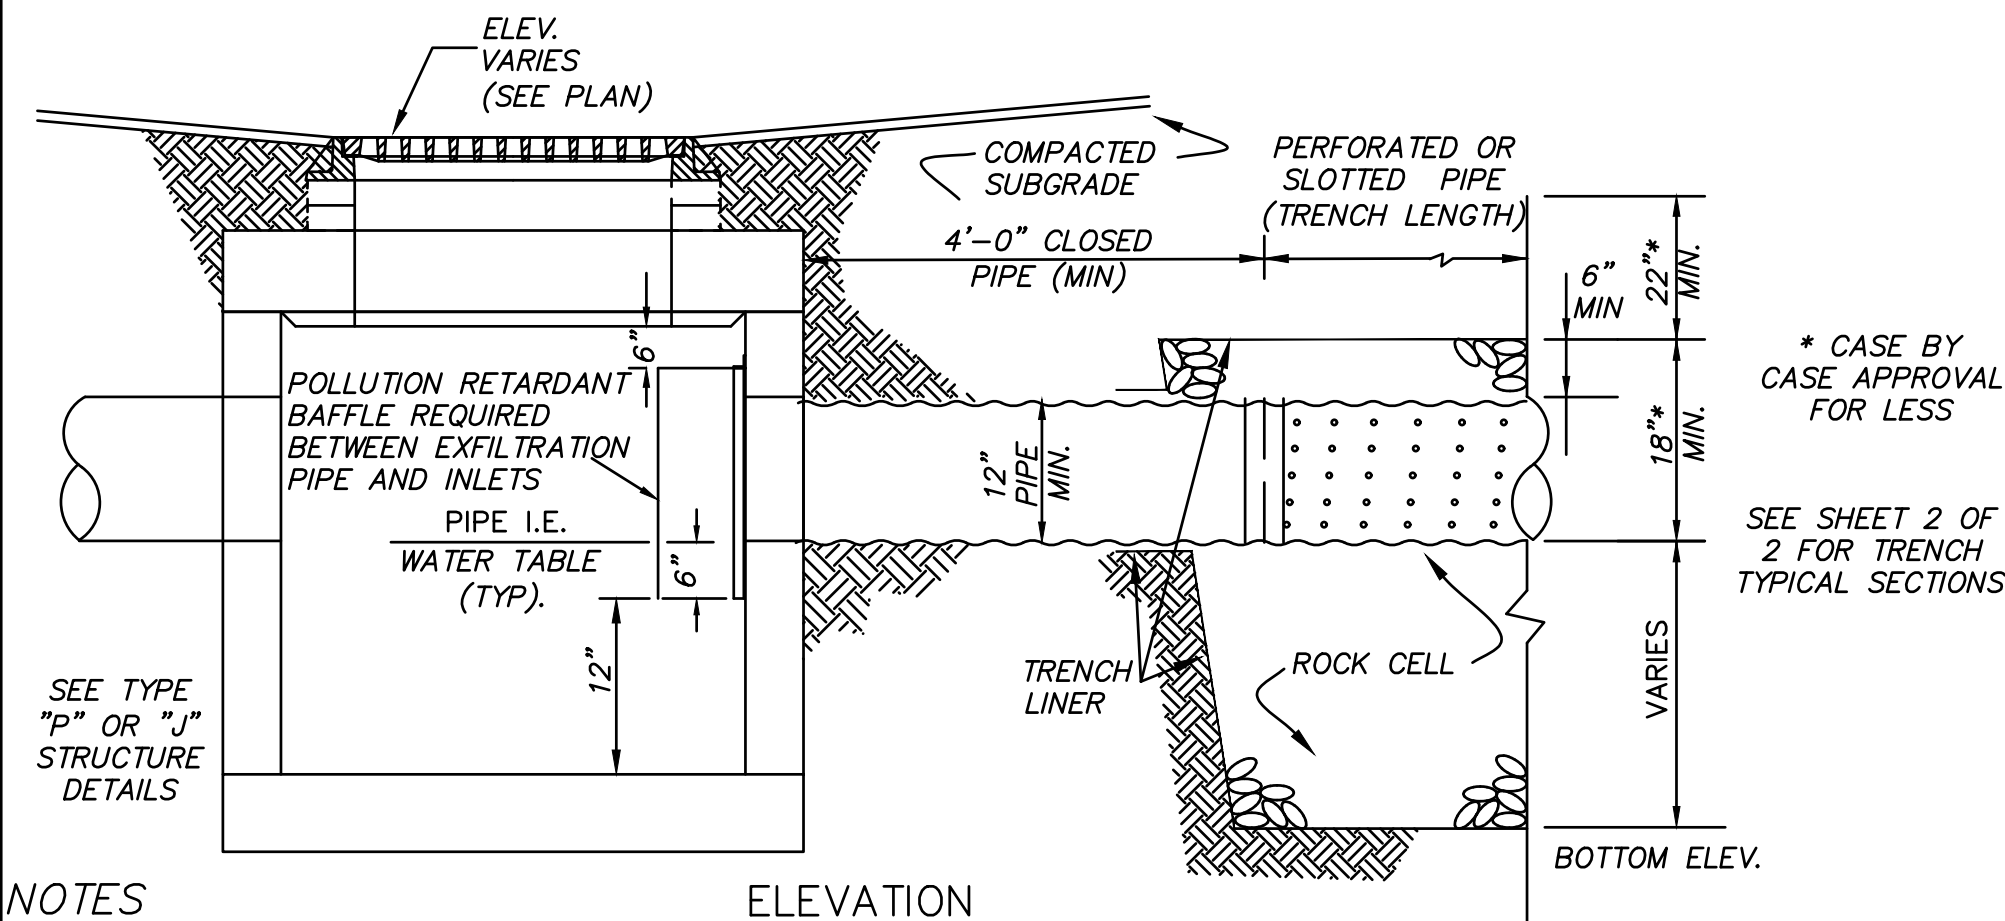 ELEV.
VARIES
(SEE PLAN)
COMPACTED
SUBGRADE
PERFORATED OR
SLOTTED PIPE
(TRENCH LENGTH)
4'-0" CLOSED
PIPE (MIN)
6"
MIN
22"*
MIN.
6"
POLLUTION RETARDANT
BAFFLE REQUIRED
BETWEEN EXFILTRATION
PIPE AND INLETS
PIPE I.E.
WATER TABLE
(TYP).
6"
12"
12"
PIPE
MIN.
18"*
MIN.
* CASE BY
CASE APPROVAL
FOR LESS
SEE SHEET 2 OF
2 FOR TRENCH
TYPICAL SECTIONS
TRENCH
LINER
ROCK CELL
VARIES
SEE TYPE
"P" OR "J"
STRUCTURE
DETAILS
BOTTOM ELEV.
NOTES
ELEVATION